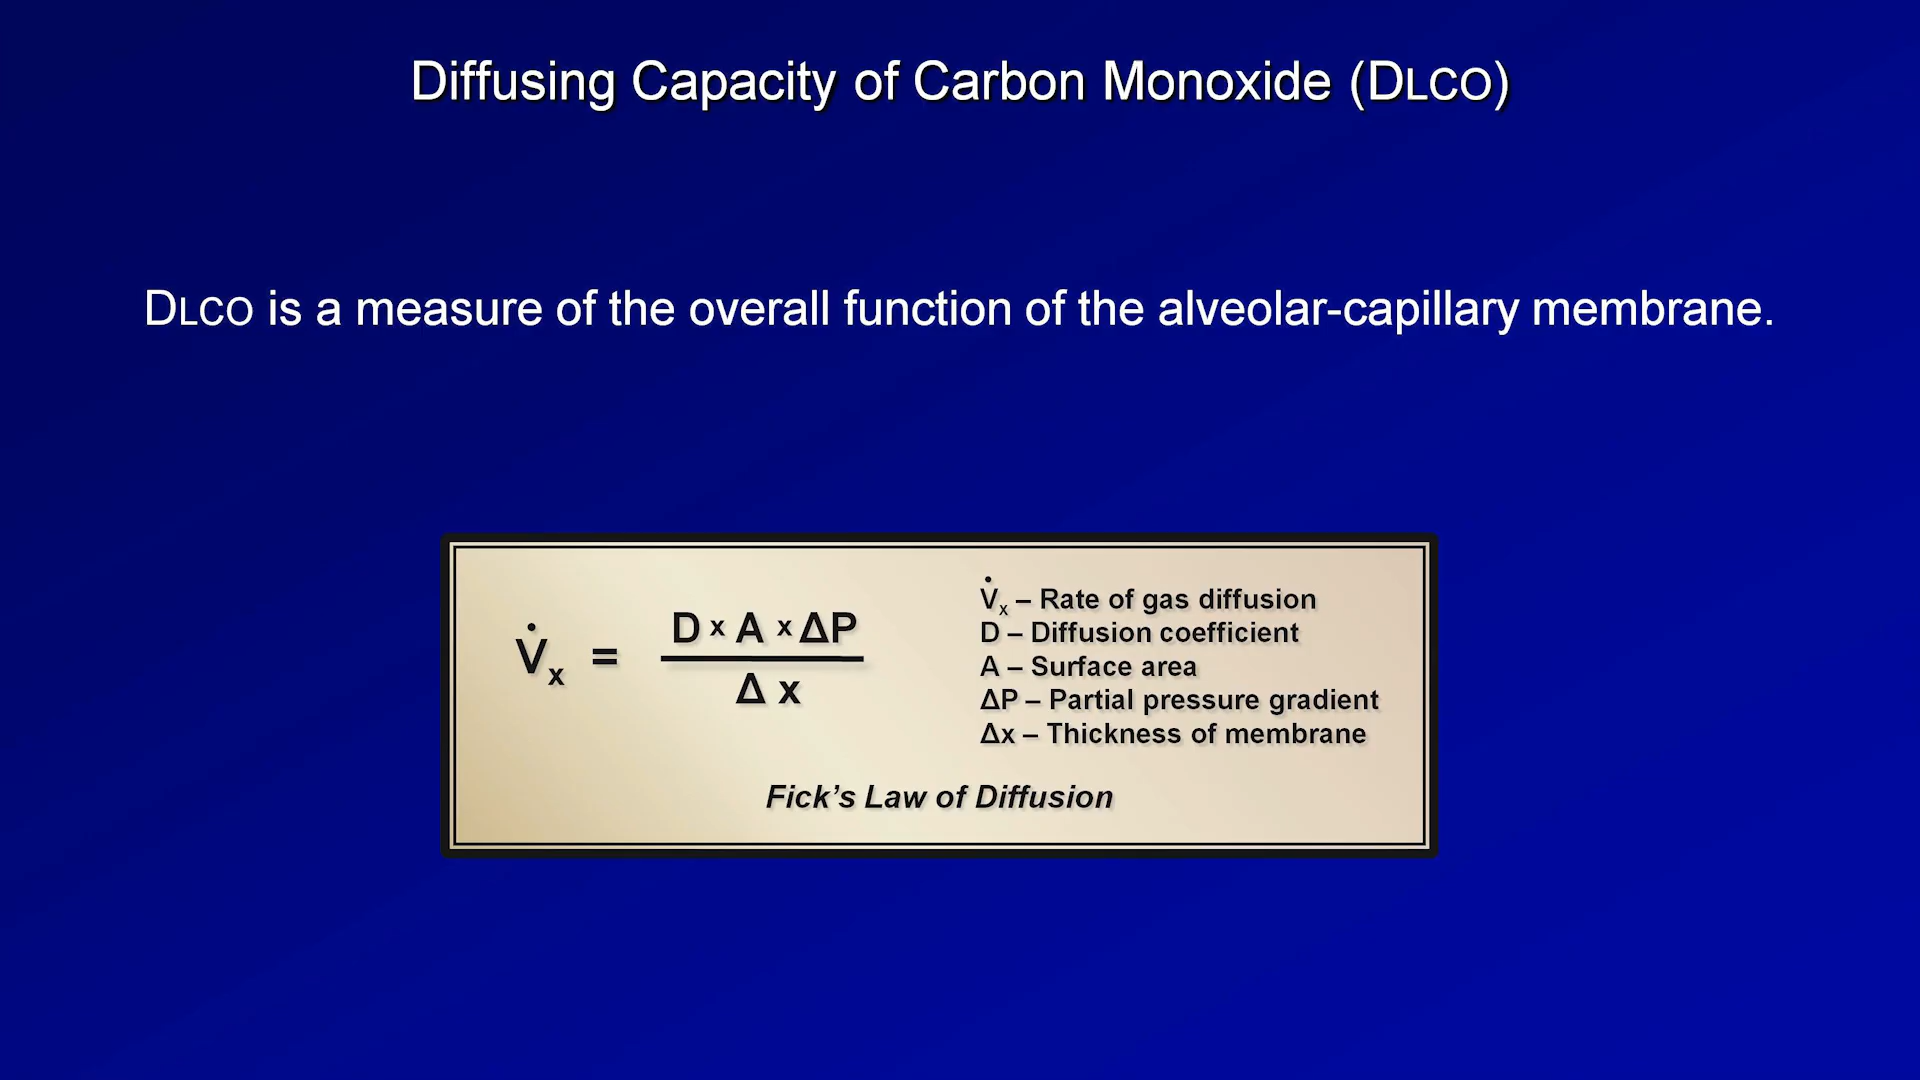 Diffusing Capacity of Carbon Monoxide (DLCO)
DLCO is a measure of the overall function of the alveolar-capillary membrane.
V̇x = D x A x ΔP
Δ x
V̇x – Rate of gas diffusion
D – Diffusion coefficient
A – Surface area
ΔP – Partial pressure gradient
Δx – Thickness of membrane
Fick’s Law of Diffusion